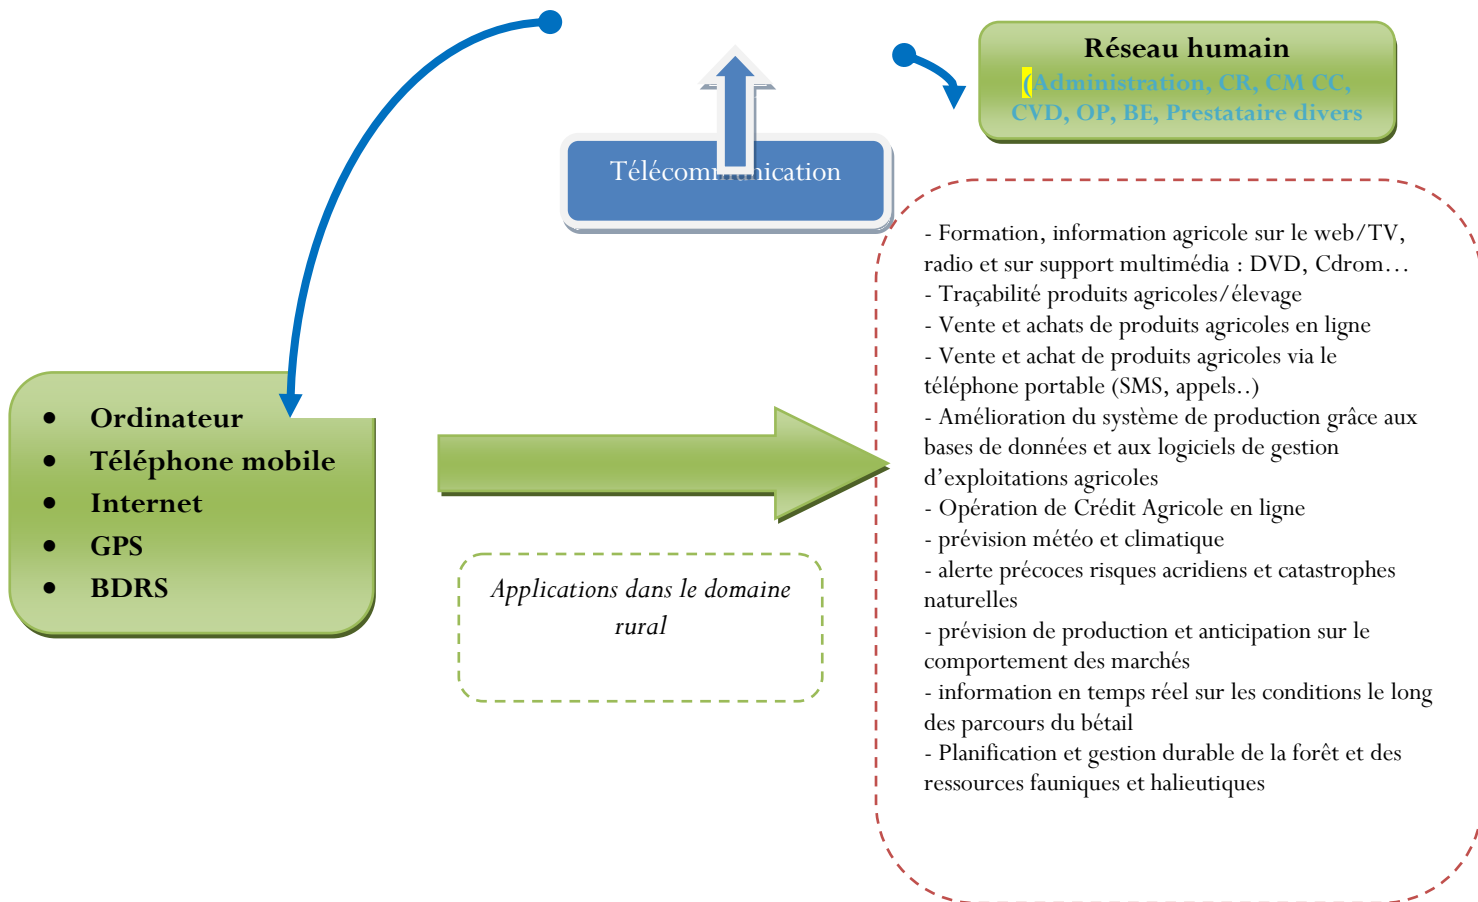 Réseau humain
(Administration, CR, CM CC,
CVD, OP, BE, Prestataire divers
Télécommunication
- Formation, information agricole sur le web/TV,
radio et sur support multimédia : DVD, Cdrom…
- Traçabilité produits agricoles/élevage
- Vente et achats de produits agricoles en ligne
- Vente et achat de produits agricoles via le
téléphone portable (SMS, appels..)
- Amélioration du système de production grâce aux
bases de données et aux logiciels de gestion
d’exploitations agricoles
- Opération de Crédit Agricole en ligne
- prévision météo et climatique
- alerte précoces risques acridiens et catastrophes
naturelles
- prévision de production et anticipation sur le
comportement des marchés
- information en temps réel sur les conditions le long
des parcours du bétail
- Planification et gestion durable de la forêt et des
ressources fauniques et halieutiques
• Ordinateur
• Téléphone mobile
• Internet
• GPS
• BDRS
Applications dans le domaine
rural